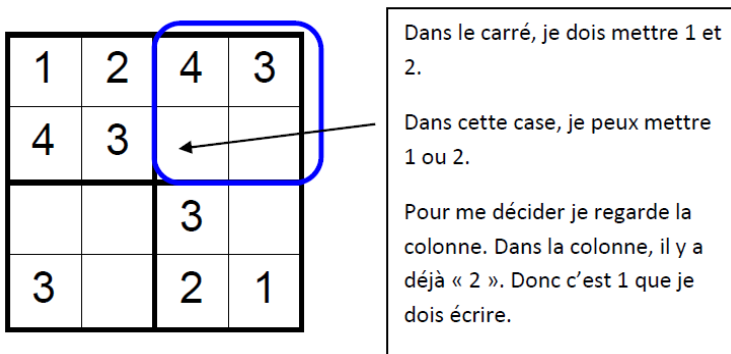 1 2 4 3
4 3
3
3 2 1
Dans le carré, je dois mettre 1 et
2.
Dans cette case, je peux mettre
1 ou 2.
Pour me décider je regarde la
colonne. Dans la colonne, il y a
déjà « 2 ». Donc c’est 1 que je
dois écrire.